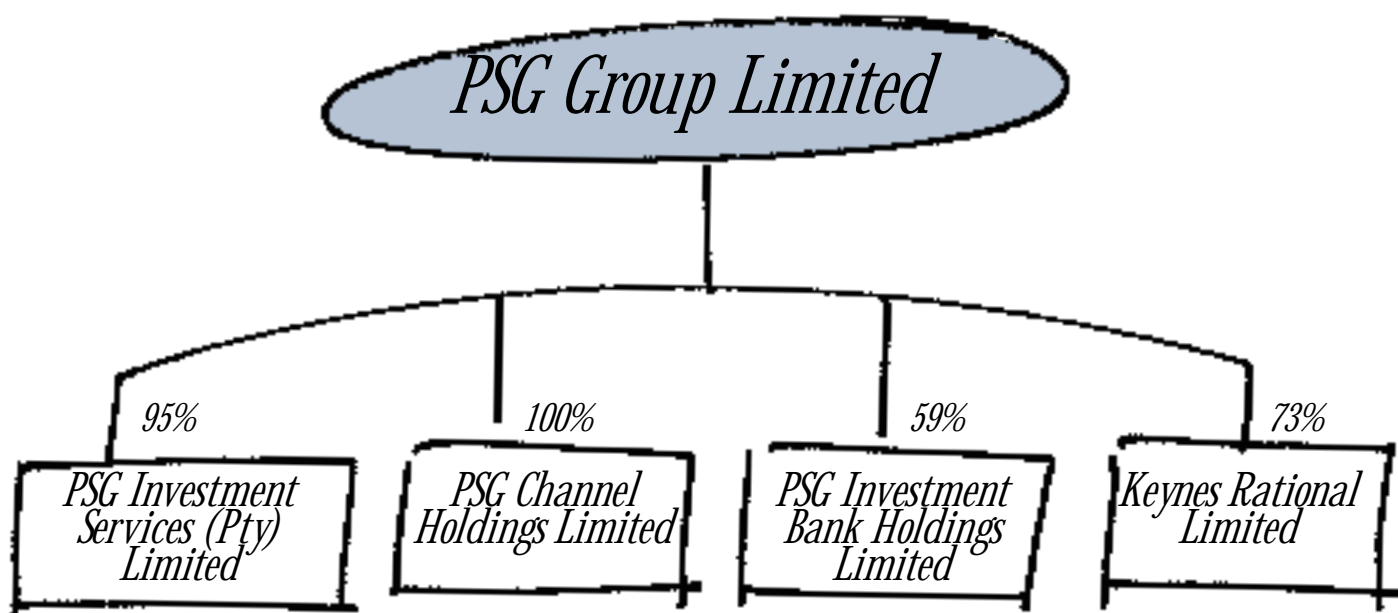 PSG Group Limited
95%
100%
59%
73%
PSG Investment
Services (Pty)
Limited
PSG Channel
Holdings Limited
PSG Investment
Bank Holdings
Limited
Keynes Rational
Limited